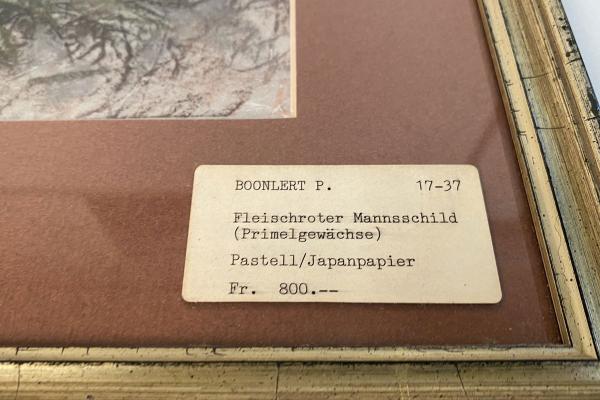 BOONLERT P. 17-37
Fleischroter Mannsschild
(Primelgewächse)
Pastell/Japanpapier
Fr. 800.--